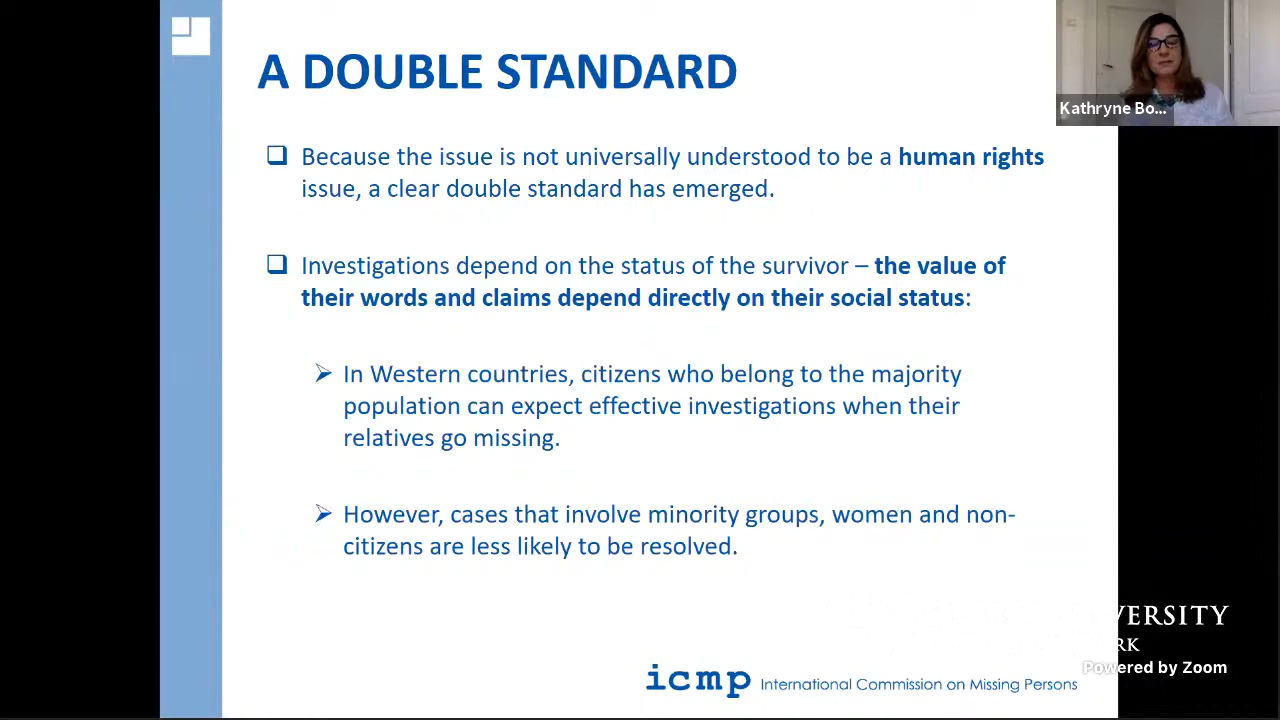 A DOUBLE STANDARD
Kathryne Bo...
❑ Because the issue is not universally understood to be a human rights
issue, a clear double standard has emerged.
❑ Investigations depend on the status of the survivor – the value of
their words and claims depend directly on their social status:
➢ In Western countries, citizens who belong to the majority
population can expect effective investigations when their
relatives go missing.
➢ However, cases that involve minority groups, women and non-
citizens are less likely to be resolved.
VERSITY
RK
Powered by Zoom
icmp International Commission on Missing Persons